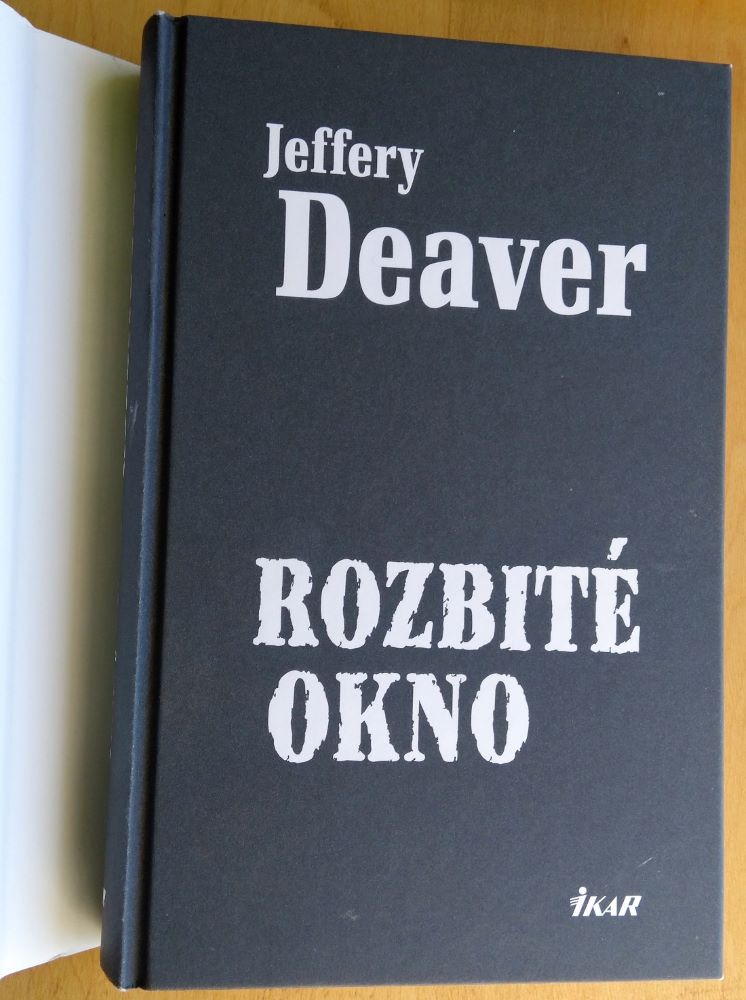 Jeffery
Deaver
ROZBITÉ
OKNO
IKAR